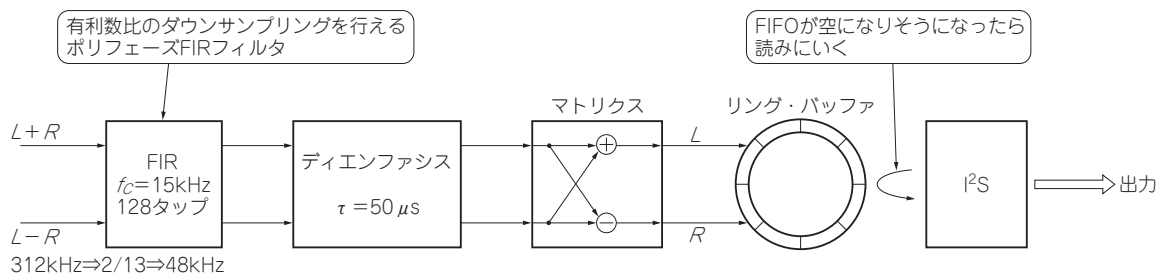 有利数比のダウンサンプリングを行える
ポリフェーズFIRフィルタ
FIFOが空になりそうになったら
読みにいく
マトリクス
リング・バッファ
L+R
L−R
FIR
fC=15kHz
128タップ
ディエンファシス
τ=50μs
+
−
L
R
I²S
出力
312kHz⇒2/13⇒48kHz